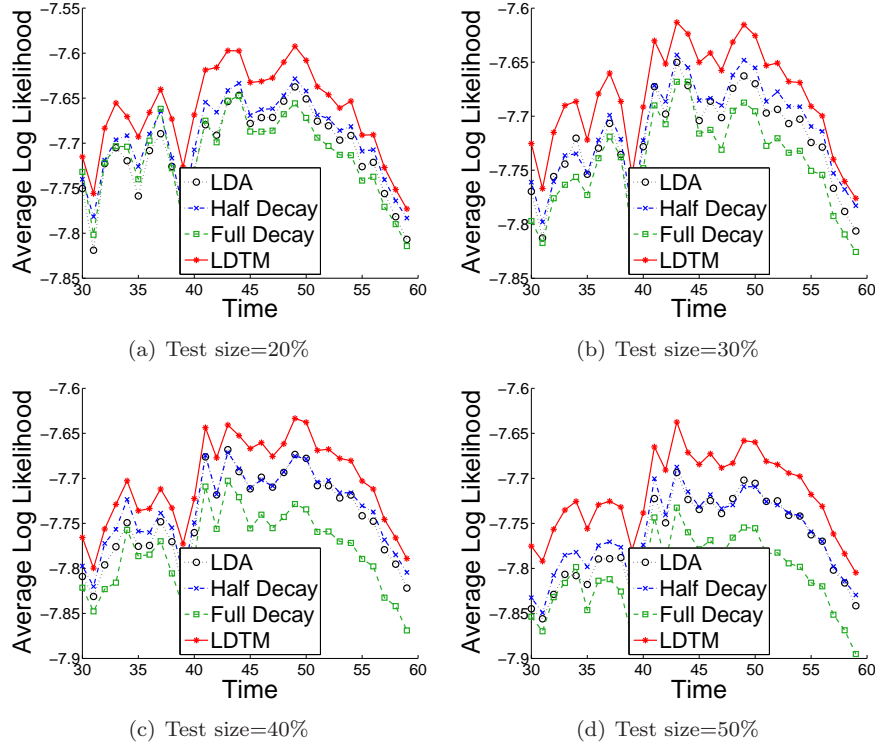 −7.55
−7.6
−7.65
−7.7
−7.75
−7.8
−7.85
30 35 40 45 50 55 60
Average Log Likelihood
Time
LDA
Half Decay
Full Decay
LDTM
(a) Test size=20%
−7.6
−7.65
−7.7
−7.75
−7.8
−7.85
30 35 40 45 50 55 60
Average Log Likelihood
Time
LDA
Half Decay
Full Decay
LDTM
(b) Test size=30%
−7.6
−7.65
−7.7
−7.75
−7.8
−7.85
−7.9
30 35 40 45 50 55 60
Average Log Likelihood
Time
LDA
Half Decay
Full Decay
LDTM
(c) Test size=40%
−7.6
−7.65
−7.7
−7.75
−7.8
−7.85
−7.9
30 35 40 45 50 55 60
Average Log Likelihood
Time
LDA
Half Decay
Full Decay
LDTM
(d) Test size=50%